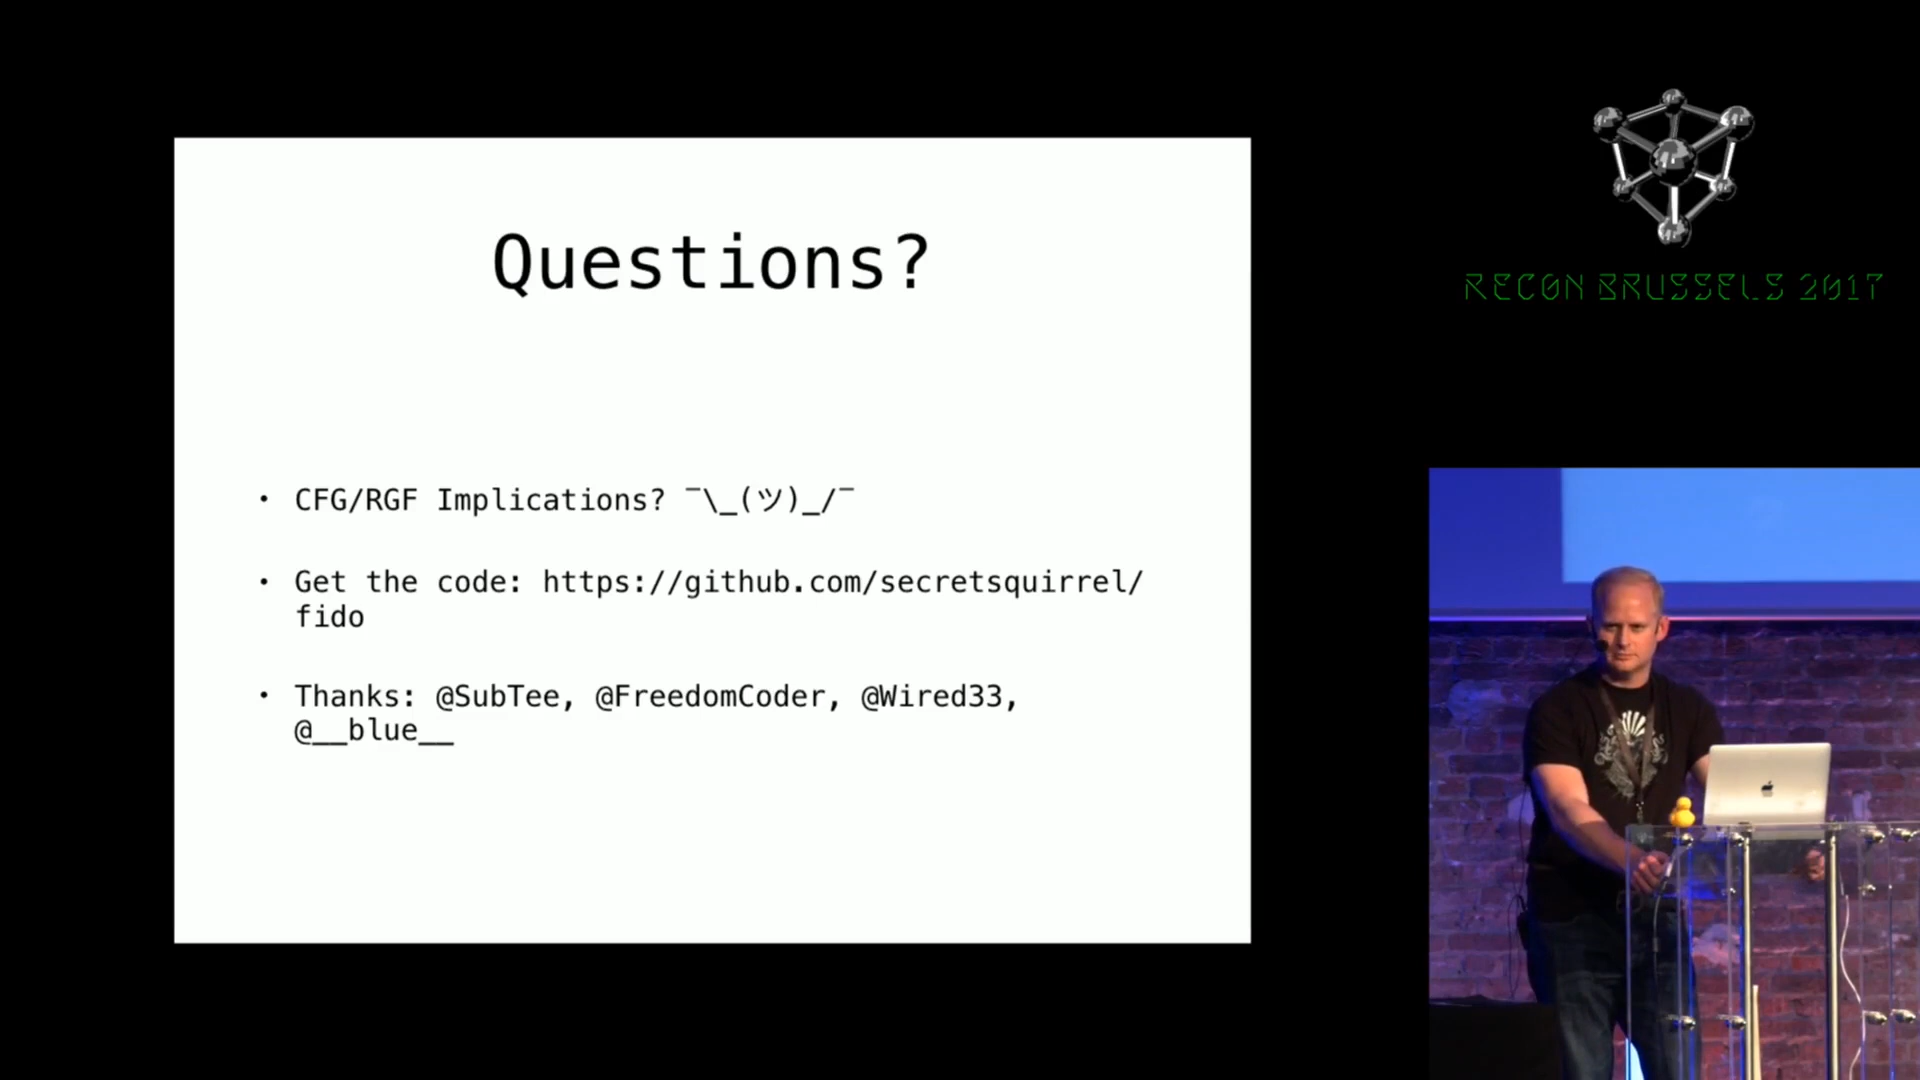 Questions?
• CFG/RGF Implications? ¯\_(ツ)_/¯
• Get the code: https://github.com/secretsquirrel/
fido
• Thanks: @SubTee, @FreedomCoder, @Wired33,
@__blue__
RECON BRUSSELS 2017